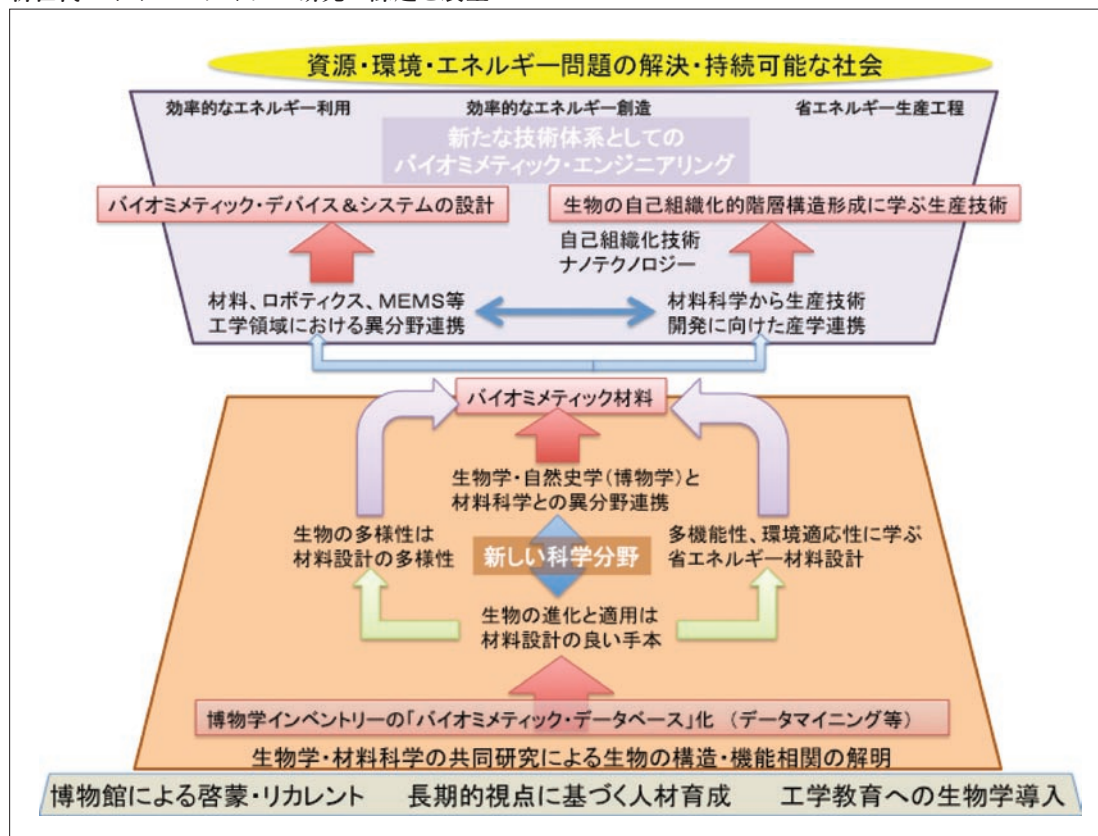 資源・環境・エネルギー問題の解決・持続可能な社会
効率的なエネルギー利用
効率的なエネルギー創造
省エネルギー生産工程
新たな技術体系としての
バイオミメティック・エンジニアリング
バイオミメティック・デバイス＆システムの設計
生物の自己組織化的階層構造形成に学ぶ生産技術
自己組織化技術
ナノテクノロジー
材料、ロボティクス、MEMS等
工学領域における異分野連携
材料科学から生産技術
開発に向けた産学連携
バイオミメティック材料
生物学・自然史学（博物学）と
材料科学との異分野連携
生物の多様性は
材料設計の多様性
新しい科学分野
多機能性、環境適応性に学ぶ
省エネルギー材料設計
生物の進化と適用は
材料設計の良い手本
博物学インベントリーの「バイオミメティック・データベース」化　（データマイニング等）
生物学・材料科学の共同研究による生物の構造・機能相関の解明
博物館による啓蒙・リカレント
長期的視点に基づく人材育成
工学教育への生物学導入